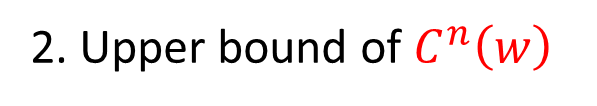 2. Upper bound of Cⁿ(w)